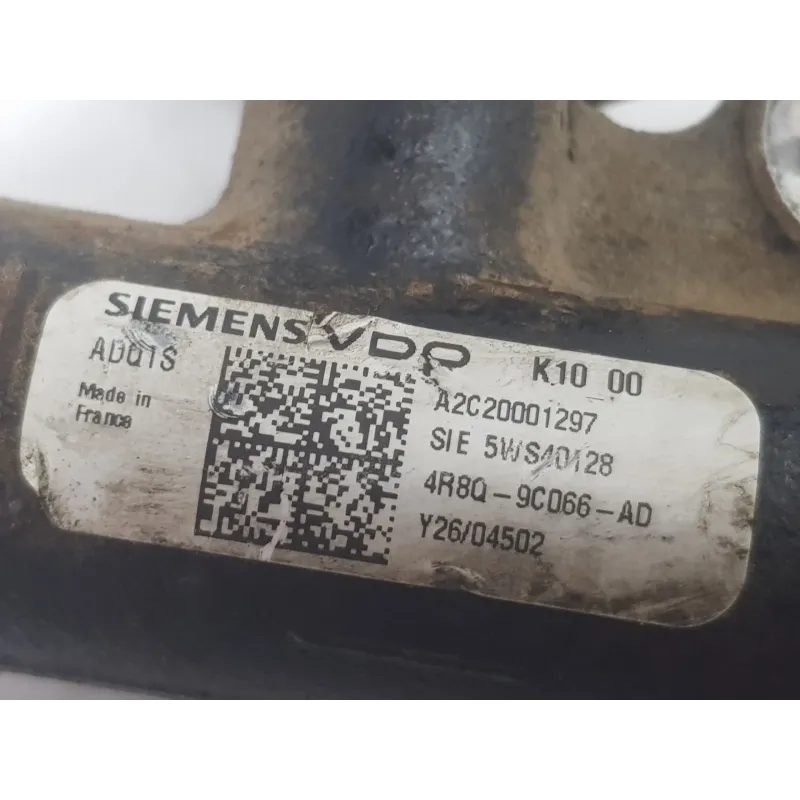 SIEMENS VDO
ADQ1S
Made in
France
K10 00
A2C20001297
SIE 5WS40128
4R8Q-9C066-AD
Y26/04502